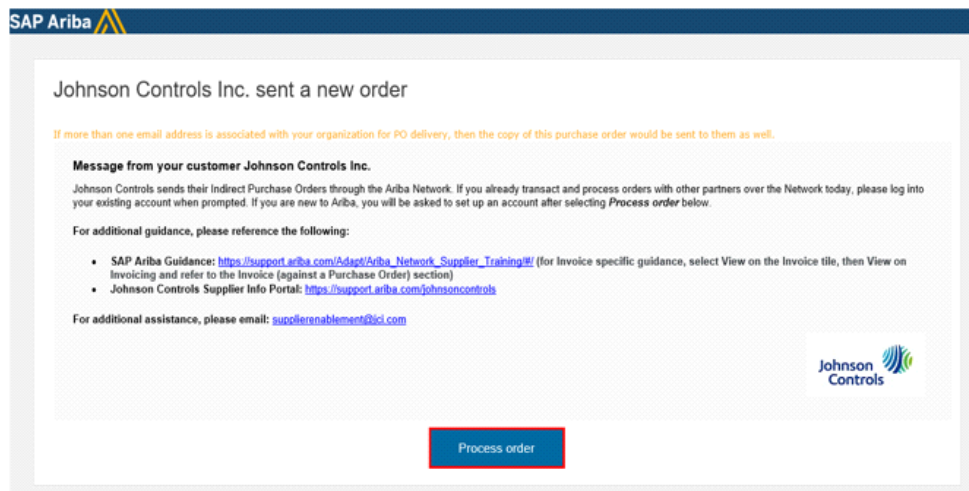 SAP Ariba
Johnson Controls Inc. sent a new order
If more than one email address is associated with your organization for PO delivery, then the copy of this purchase order would be sent to them as well.
Message from your customer Johnson Controls Inc.
Johnson Controls sends their Indirect Purchase Orders through the Ariba Network. If you already transact and process orders with other partners over the Network today, please log into
your existing account when prompted. If you are new to Ariba, you will be asked to set up an account after selecting Process order below.
For additional guidance, please reference the following:
• SAP Ariba Guidance: https://support.ariba.com/Adapt/Ariba_Network_Supplier_Training/#/ (for Invoice specific guidance, select View on the Invoice tile, then View on
Invoicing and refer to the Invoice (against a Purchase Order) section)
• Johnson Controls Supplier Info Portal: https://support.ariba.com/johnsoncontrols
For additional assistance, please email: supplierenablement@jci.com
Johnson
Controls
Process order